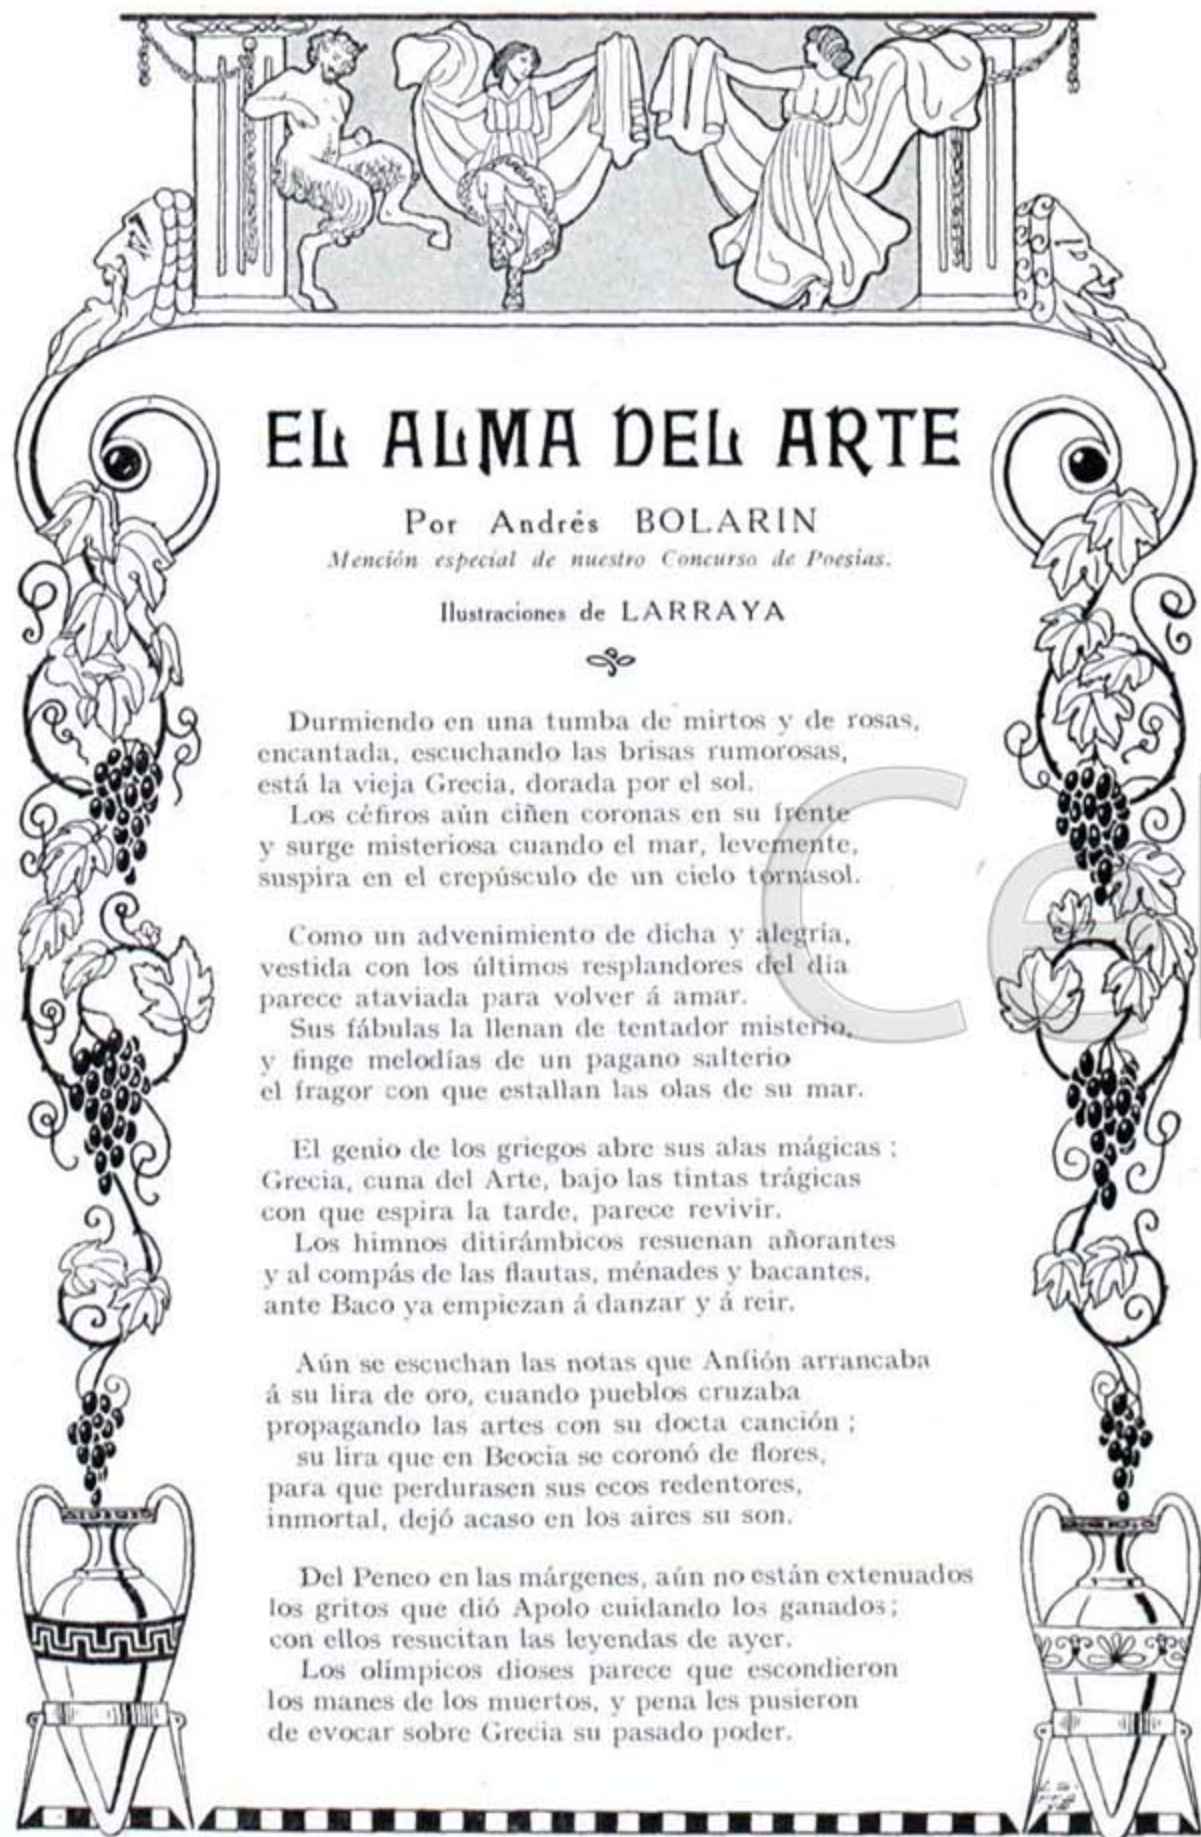 EL ALMA DEL ARTE
Por Andrés BOLARIN
Mención especial de nuestro Concurso de Poesías.
Ilustraciones de LARRAYA
Durmiendo en una tumba de mirtos y de rosas,
encantada, escuchando las brisas rumorosas,
está la vieja Grecia, dorada por el sol.
Los céfiros aún ciñen coronas en su frente
y surge misteriosa cuando el mar, levemente,
suspira en el crepúsculo de un cielo tornasol.
Como un advenimiento de dicha y alegría,
vestida con los últimos resplandores del día
parece ataviada para volver á amar.
Sus fábulas la llenan de tentador misterio,
y finge melodías de un pagano salterio
el fragor con que estallan las olas de su mar.
El genio de los griegos abre sus alas mágicas ;
Grecia, cuna del Arte, bajo las tintas trágicas
con que espira la tarde, parece revivir.
Los himnos ditirámbicos resuenan añorantes
y al compás de las flautas, ménades y bacantes,
ante Baco ya empiezan á danzar y á reir.
Aún se escuchan las notas que Anfión arrancaba
á su lira de oro, cuando pueblos cruzaba
propagando las artes con su docta canción ;
su lira que en Beocia se coronó de flores,
para que perdurasen sus ecos redentores,
inmortal, dejó acaso en los aires su son.
Del Peneo en las márgenes, aún no están extenuados
los gritos que dió Apolo cuidando los ganados ;
con ellos resucitan las leyendas de ayer.
Los olímpicos dioses parece que escondieron
los manes de los muertos, y pena les pusieron
de evocar sobre Grecia su pasado poder.